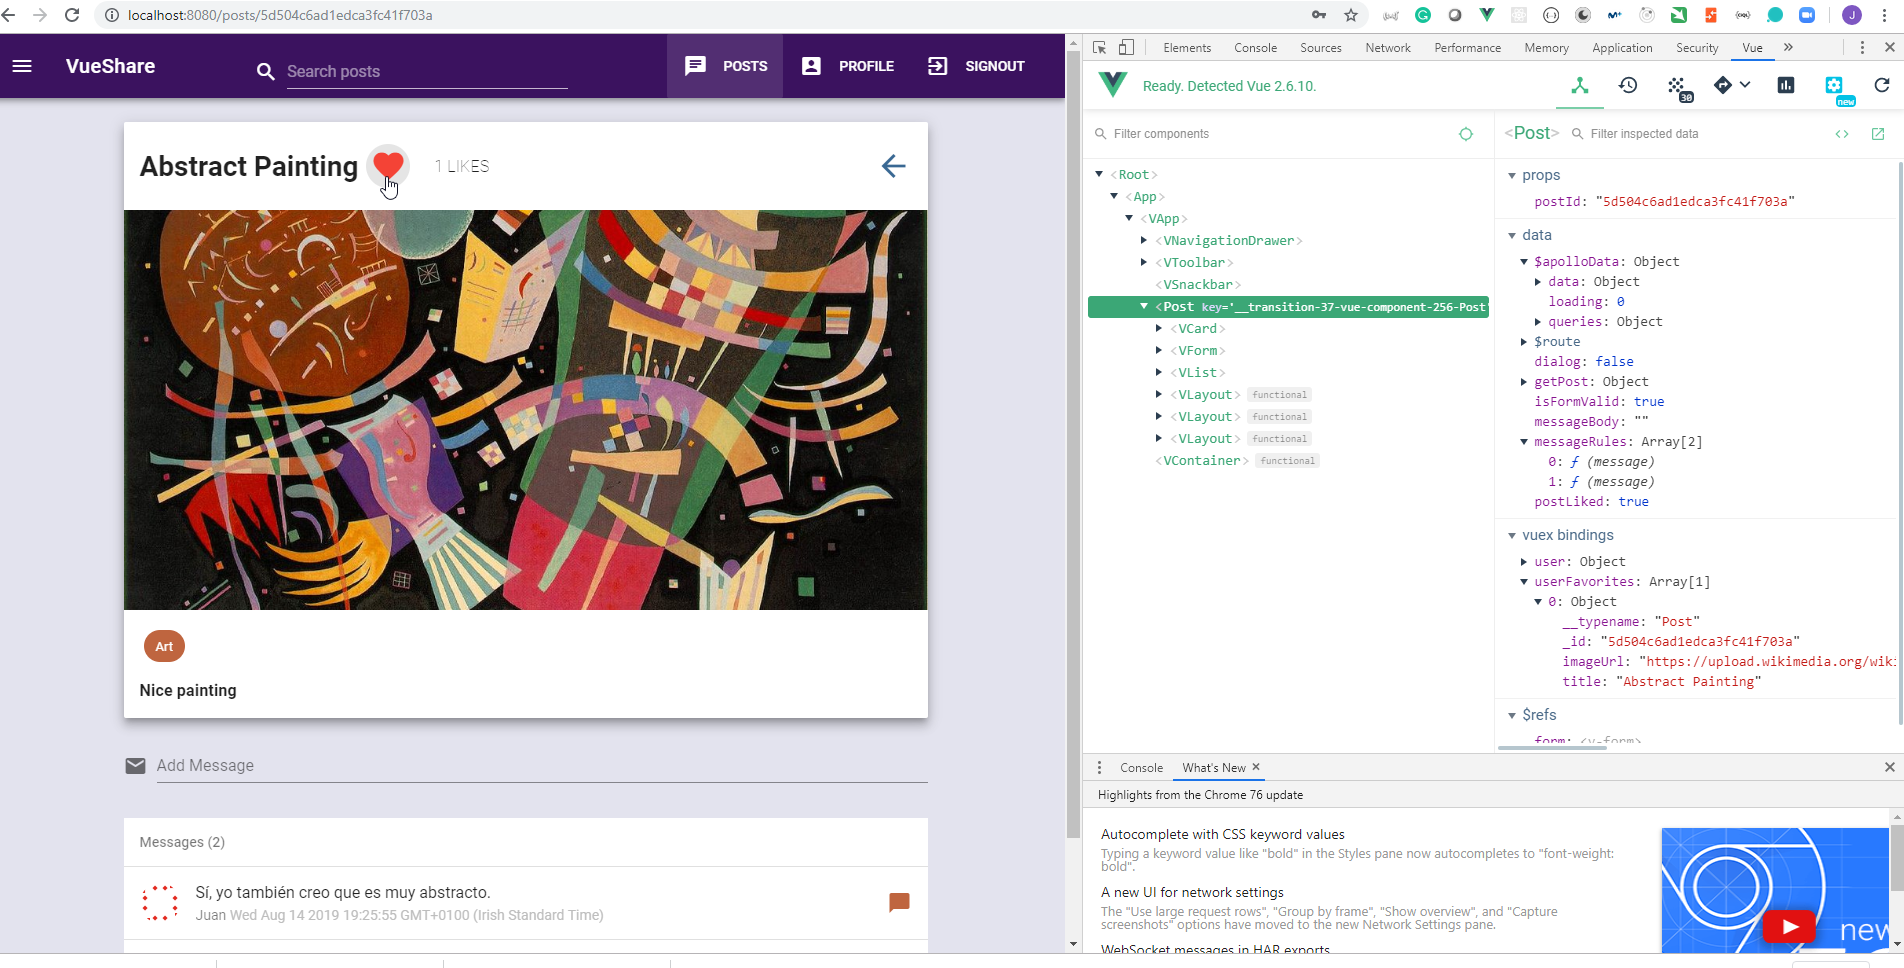 localhost:8080/posts/5d504c6ad1edca3fc41f703a
J
VueShare
Search posts
POSTS
PROFILE
SIGNOUT
Abstract Painting
1 LIKES
Art
Nice painting
Add Message
Messages (2)
Sí, yo también creo que es muy abstracto.
Juan Wed Aug 14 2019 19:25:55 GMT+0100 (Irish Standard Time)
Elements Console Sources Network Performance Memory Application Security Vue »
Ready. Detected Vue 2.6.10.
30
new
Filter components
<Root>
<App>
<VApp>
<VNavigationDrawer>
<VToolbar>
<VSnackbar>
<Post key='__transition-37-vue-component-256-Post'
<VCard>
<VForm>
<VList>
<VLayout> functional
<VLayout> functional
<VLayout> functional
<VContainer> functional
<Post> Filter inspected data
props
postId: "5d504c6ad1edca3fc41f703a"
data
$apolloData: Object
data: Object
loading: 0
queries: Object
$route
dialog: false
getPost: Object
isFormValid: true
messageBody: ""
messageRules: Array[2]
0: ƒ (message)
1: ƒ (message)
postLiked: true
vuex bindings
user: Object
userFavorites: Array[1]
0: Object
__typename: "Post"
_id: "5d504c6ad1edca3fc41f703a"
imageUrl: "https://upload.wikimedia.org/wiki
title: "Abstract Painting"
$refs
form: <v-form>
Console What's New ×
Highlights from the Chrome 76 update
Autocomplete with CSS keyword values
Typing a keyword value like "bold" in the Styles pane now autocompletes to "font-weight:
bold".
A new UI for network settings
The "Use large request rows", "Group by frame", "Show overview", and "Capture
screenshots" options have moved to the new Network Settings pane.
WebSocket messages in HAR exports
new